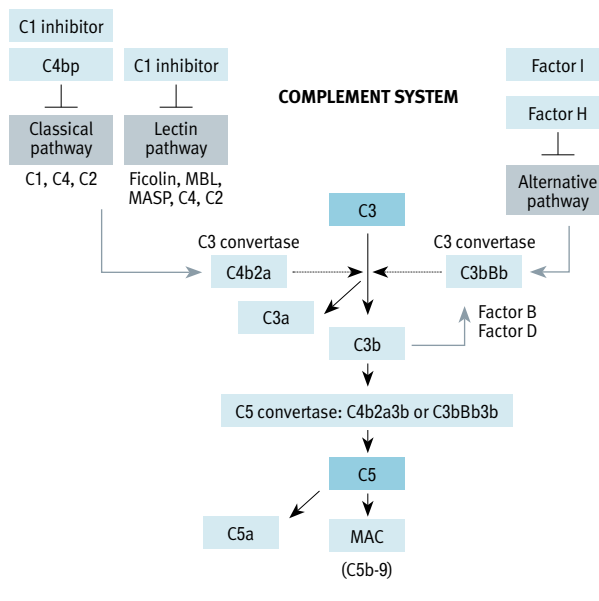 C1 inhibitor
C4bp
C1 inhibitor
COMPLEMENT SYSTEM
Factor I
Factor H
Classical
pathway
Lectin
pathway
C1, C4, C2
Ficolin, MBL,
MASP, C4, C2
Alternative
pathway
C3
C3 convertase
C3 convertase
C4b2a
C3bBb
C3a
Factor B
Factor D
C3b
C5 convertase: C4b2a3b or C3bBb3b
C5
C5a
MAC
(C5b-9)